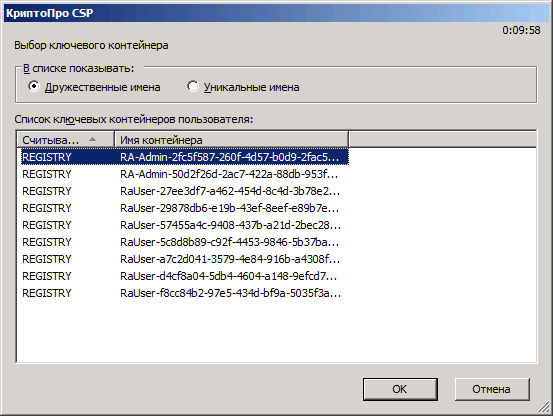 КриптоПро CSP
0:09:58
Выбор ключевого контейнера
В списке показывать:
Дружественные имена
Уникальные имена
Список ключевых контейнеров пользователя:
Считыва... Имя контейнера
REGISTRY RA-Admin-2fc5f587-260f-4d57-b0d9-2fac5...
REGISTRY RA-Admin-50d2f26d-2ac7-422a-88db-953f...
REGISTRY RaUser-27ee3df7-a462-454d-8c4d-3b78e2...
REGISTRY RaUser-29878db6-e19b-43ef-8eef-e89b7e...
REGISTRY RaUser-57455a4c-9408-437b-a21d-2bec28...
REGISTRY RaUser-5c8d8b89-c92f-4453-9846-5b37ba...
REGISTRY RaUser-a7c2d041-3579-4e84-916b-a4308f...
REGISTRY RaUser-d4cf8a04-5db4-4604-a148-9efcd7...
REGISTRY RaUser-f8cc84b2-97e5-434d-bf9a-5035f3a...
OK Отмена